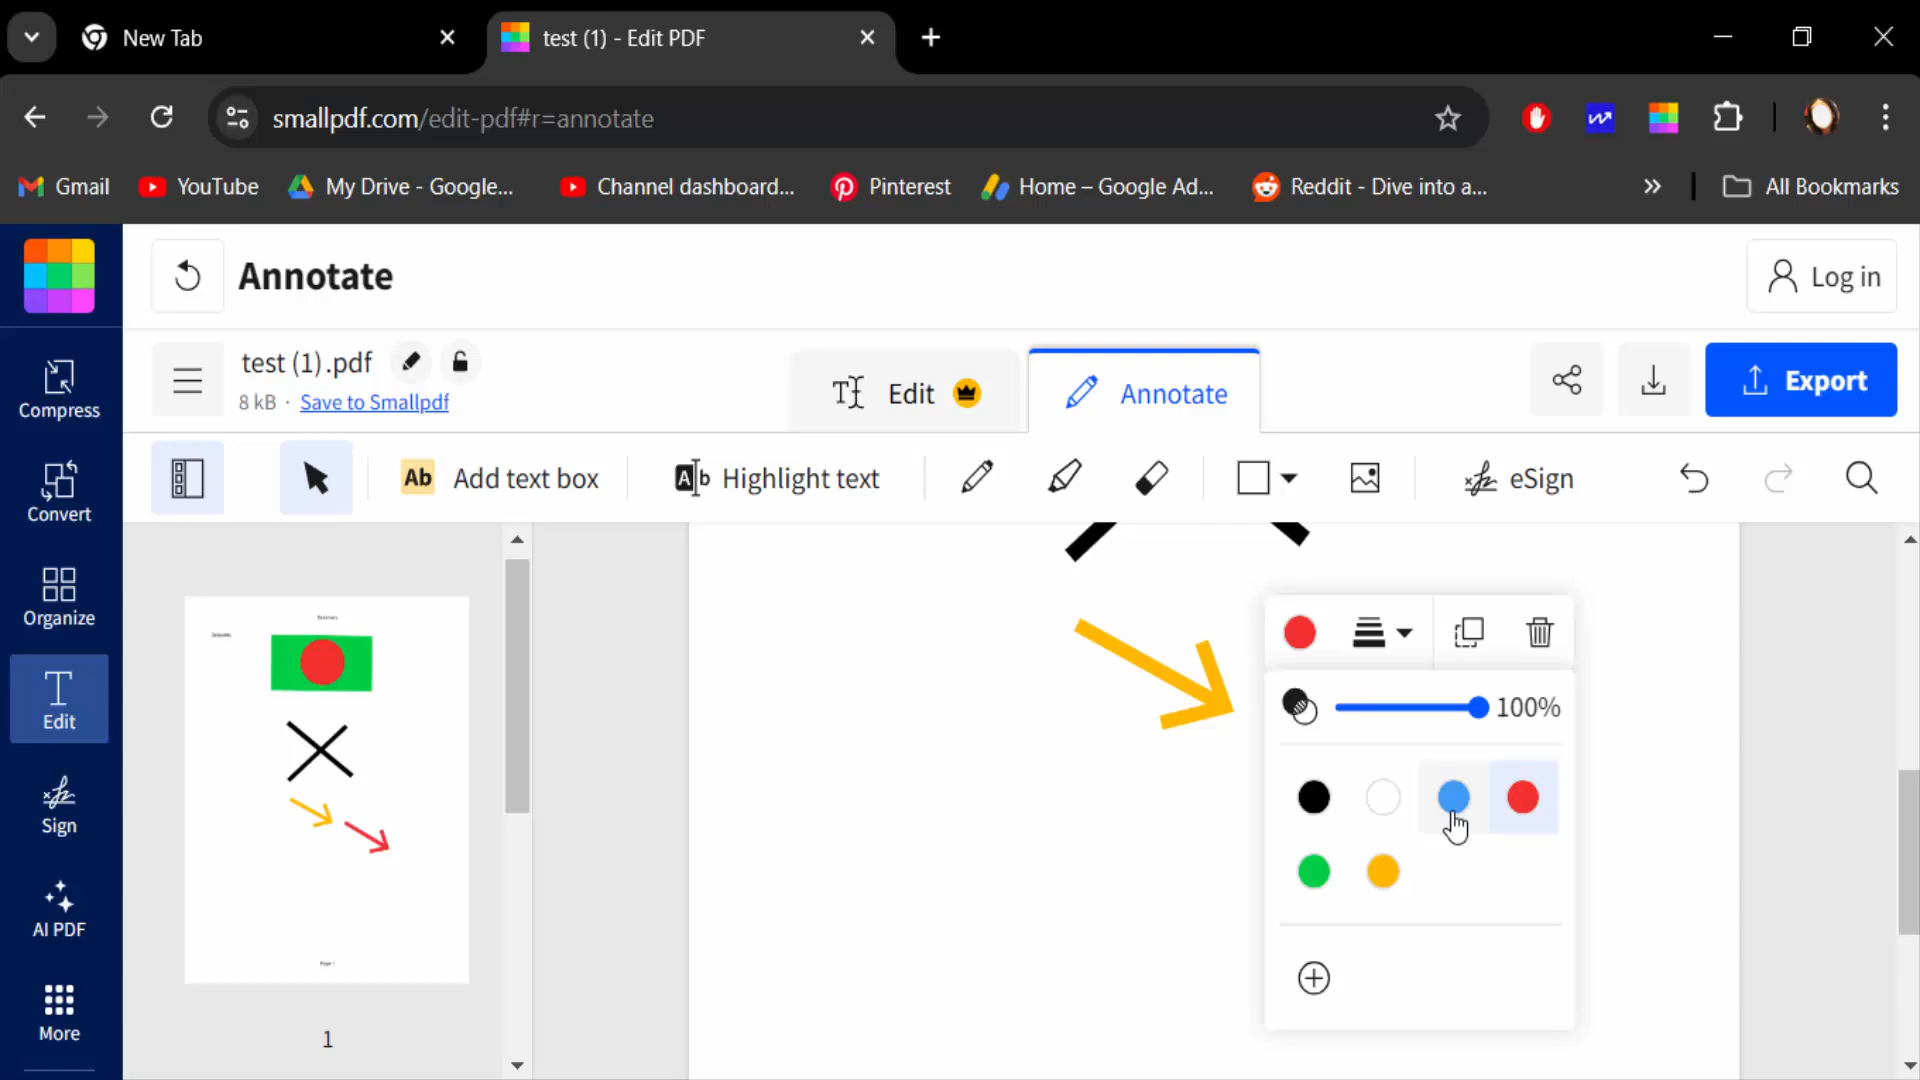 New Tab
test (1) - Edit PDF
smallpdf.com/edit-pdf#r=annotate
Gmail
YouTube
My Drive - Google...
Channel dashboard...
Pinterest
Home – Google Ad...
Reddit - Dive into a...
All Bookmarks
Annotate
Log in
test (1).pdf
8 kB · Save to Smallpdf
Edit
Annotate
Export
Ab Add text box
Ab Highlight text
eSign
Compress
Convert
Organize
Edit
Sign
AI PDF
More
Page 1
1
100%